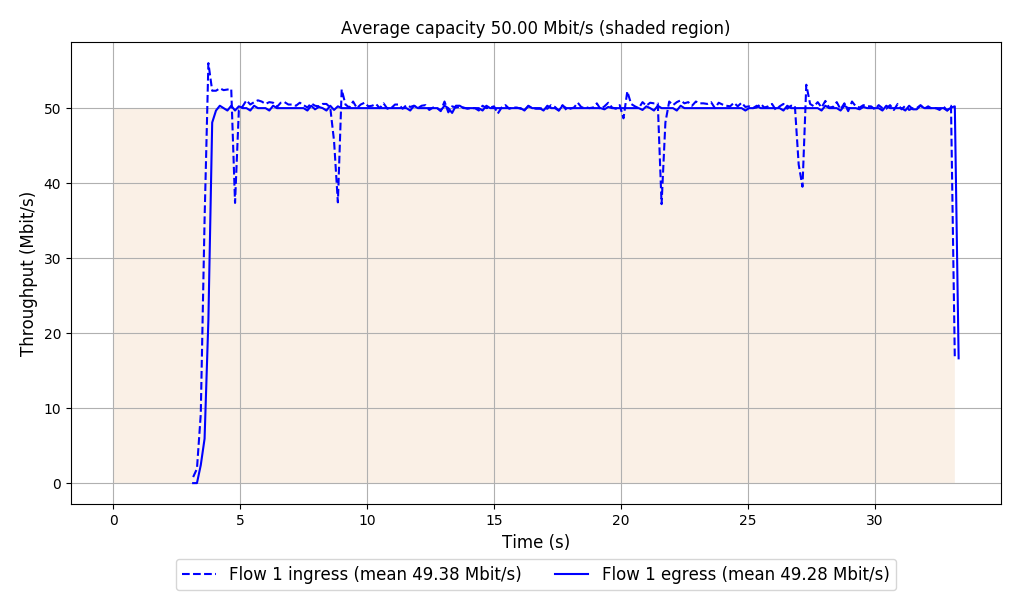 Average capacity 50.00 Mbit/s (shaded region)
Throughput (Mbit/s)
50
40
30
20
10
0
0 5 10 15 20 25 30
Time (s)
Flow 1 ingress (mean 49.38 Mbit/s) Flow 1 egress (mean 49.28 Mbit/s)